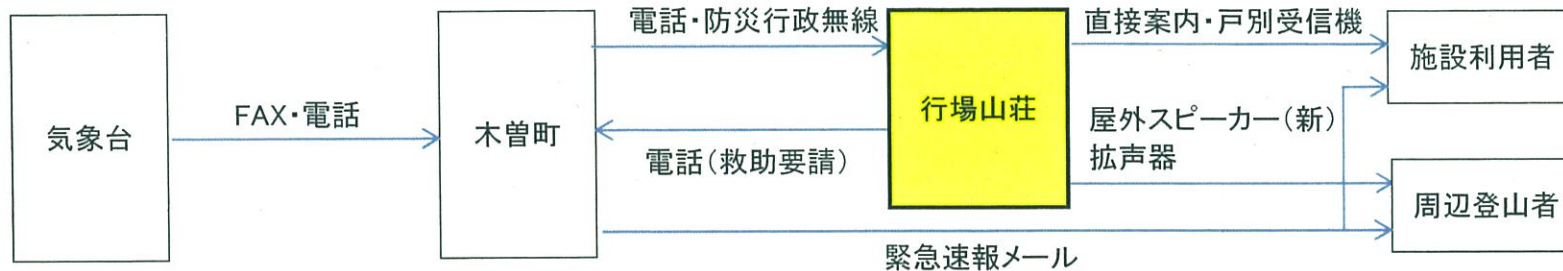 気象台
FAX・電話
木曽町
電話・防災行政無線
電話（救助要請）
行場山荘
直接案内・戸別受信機
屋外スピーカー（新）
拡声器
緊急速報メール
施設利用者
周辺登山者